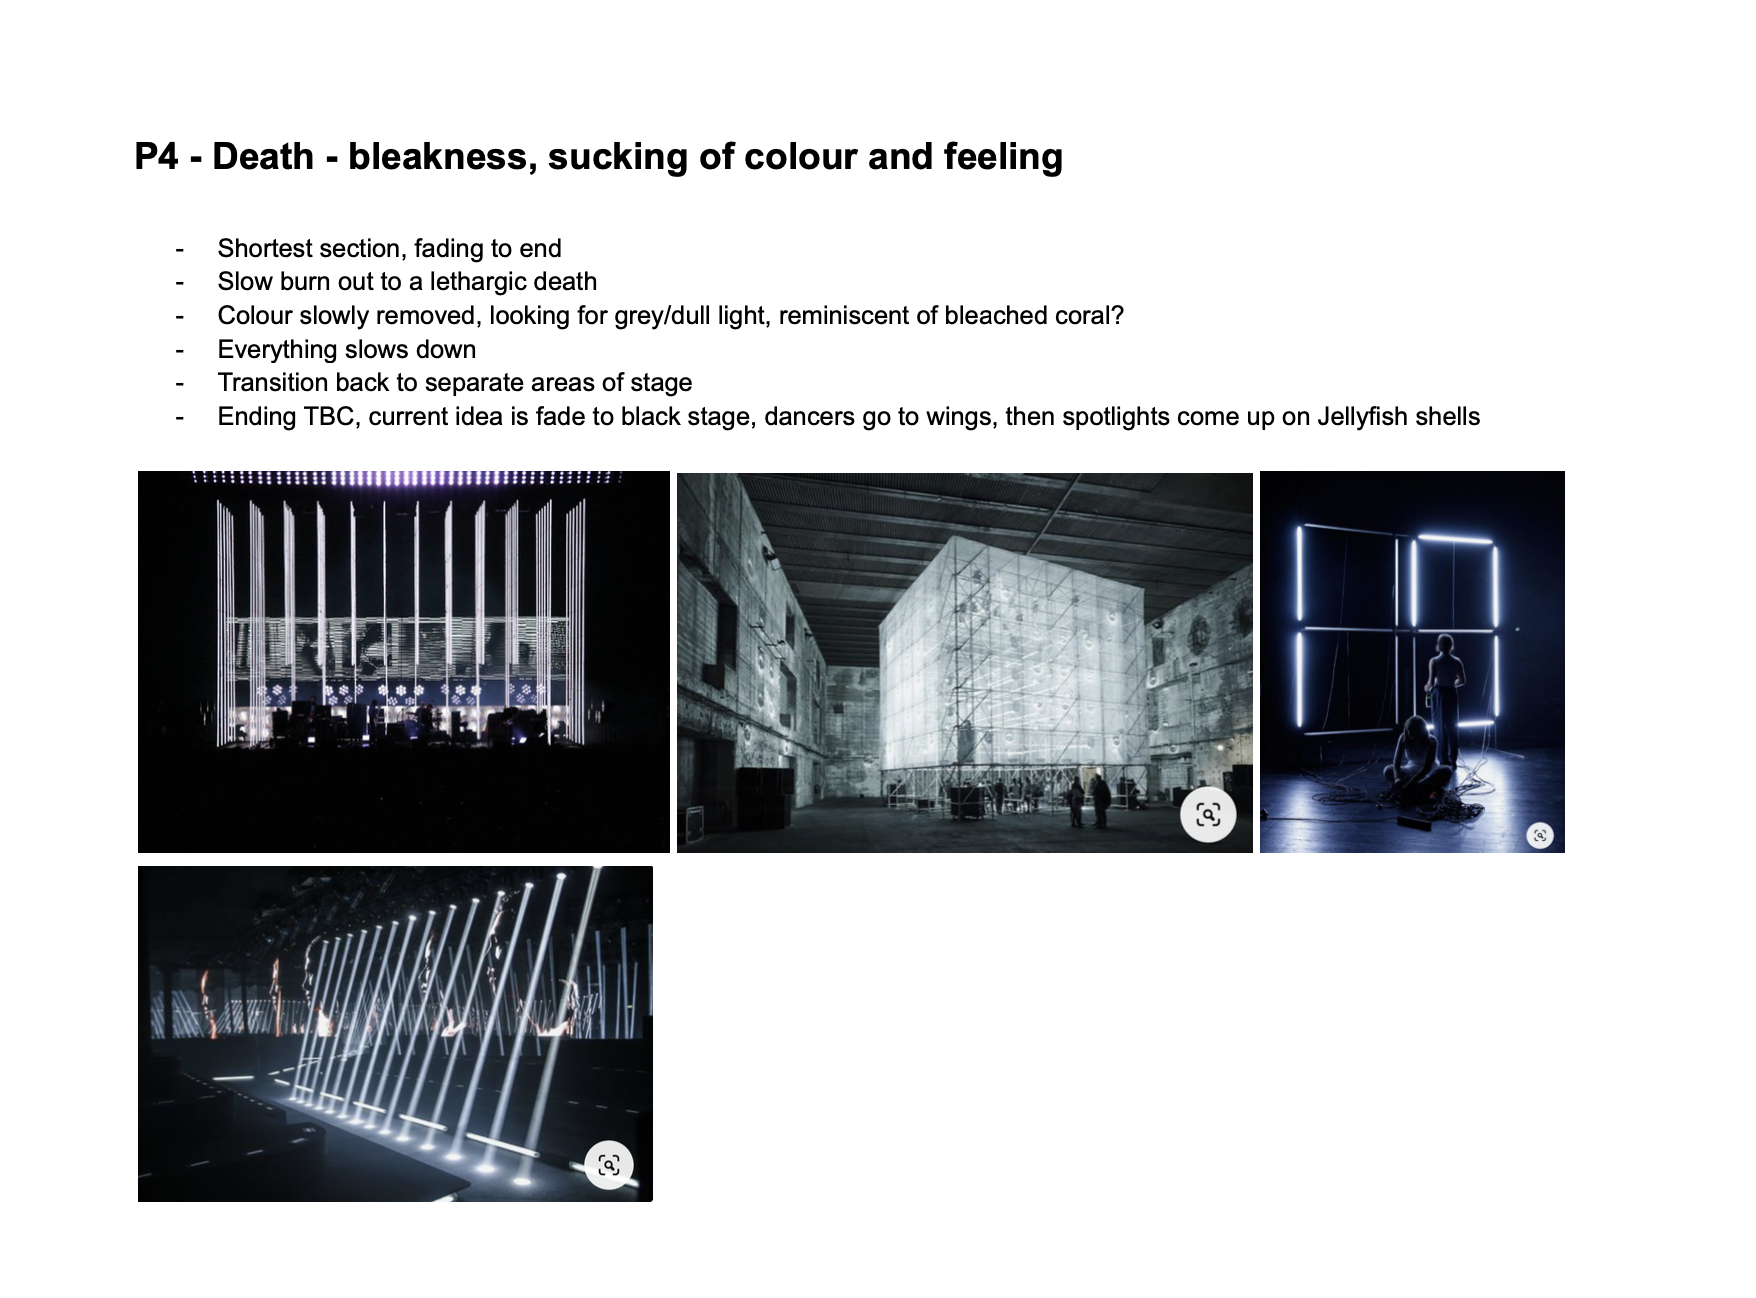 P4 - Death - bleakness, sucking of colour and feeling
- Shortest section, fading to end
- Slow burn out to a lethargic death
- Colour slowly removed, looking for grey/dull light, reminiscent of bleached coral?
- Everything slows down
- Transition back to separate areas of stage
- Ending TBC, current idea is fade to black stage, dancers go to wings, then spotlights come up on Jellyfish shells